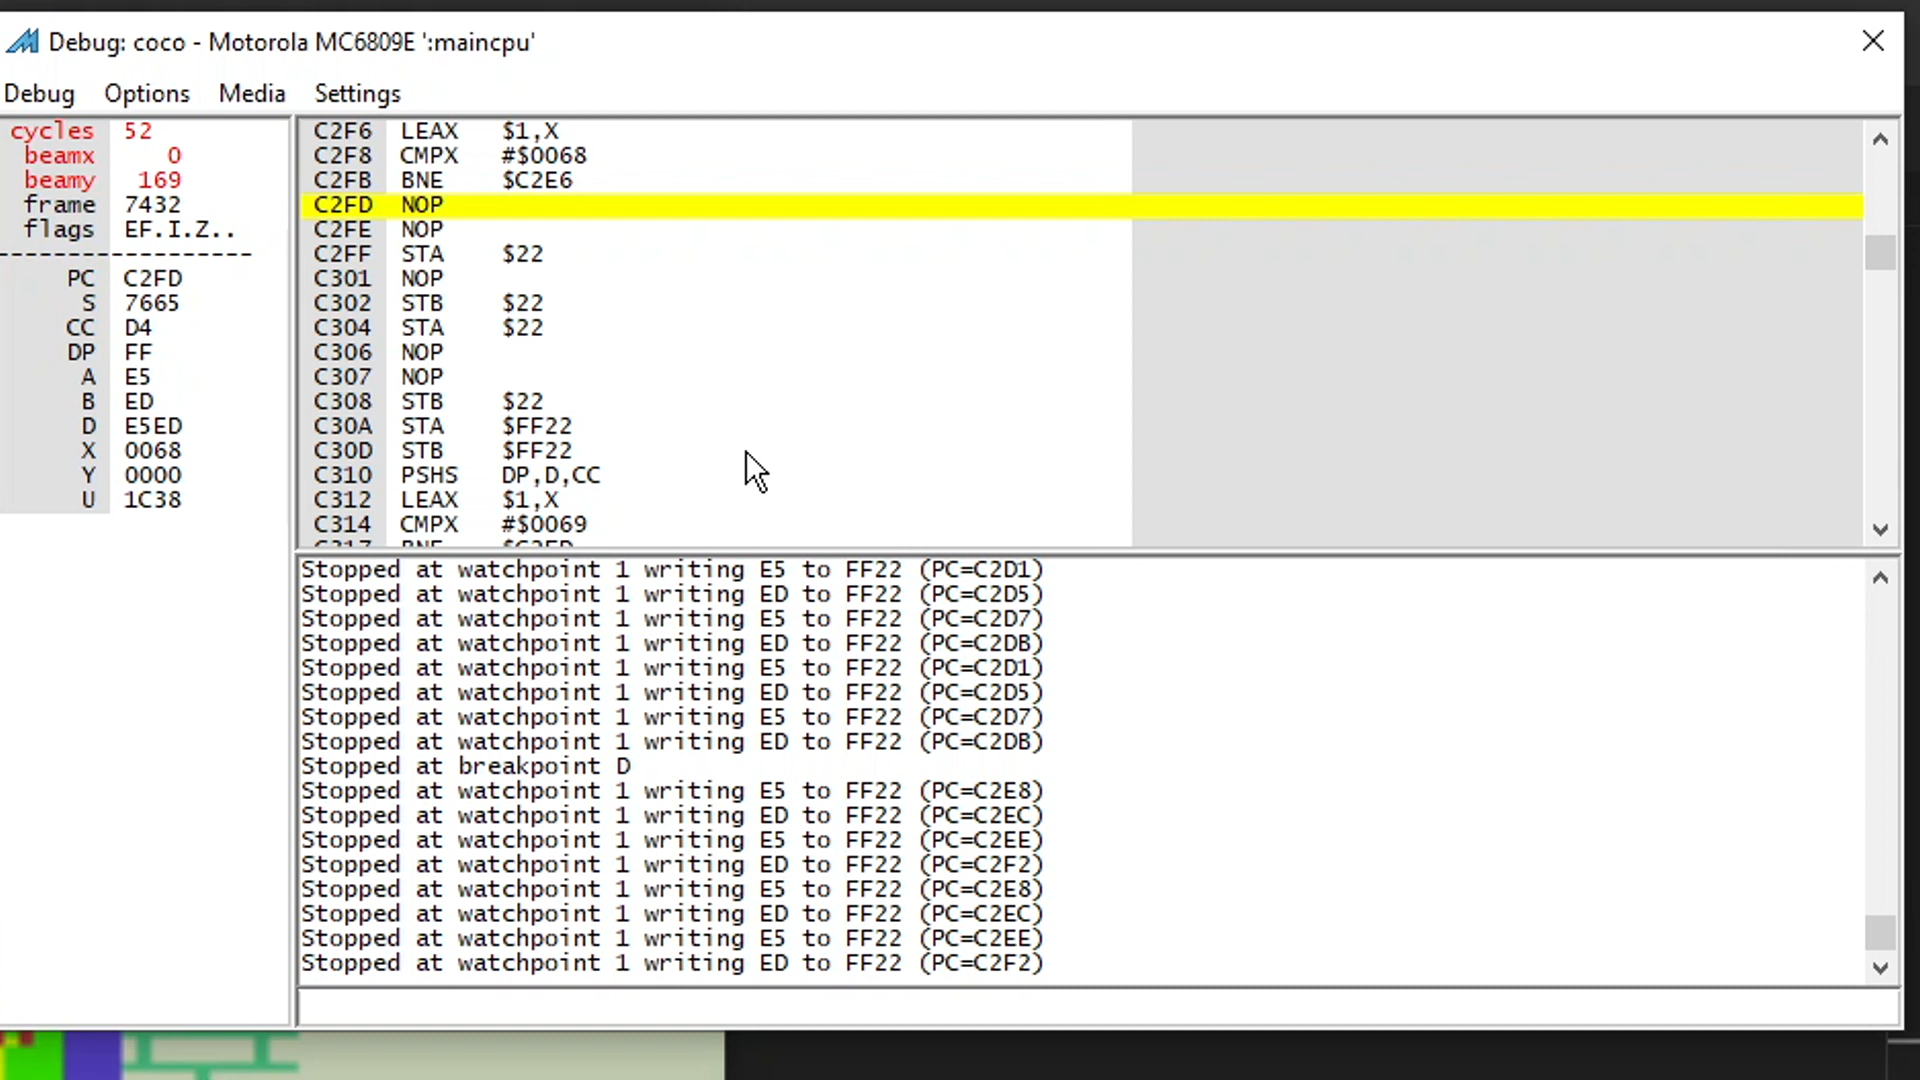 Debug: coco - Motorola MC6809E ':maincpu'
Debug Options Media Settings
cycles 52
beamx 0
beamy 169
frame 7432
flags EF.I.Z..
------------------
PC C2FD
S 7665
CC D4
DP FF
A E5
B ED
D E5ED
X 0068
Y 0000
U 1C38
C2F6 LEAX $1,X
C2F8 CMPX #$0068
C2FB BNE $C2E6
C2FD NOP
C2FE NOP
C2FF STA $22
C301 NOP
C302 STB $22
C304 STA $22
C306 NOP
C307 NOP
C308 STB $22
C30A STA $FF22
C30D STB $FF22
C310 PSHS DP,D,CC
C312 LEAX $1,X
C314 CMPX #$0069
C317 BNE
Stopped at watchpoint 1 writing E5 to FF22 (PC=C2D1)
Stopped at watchpoint 1 writing ED to FF22 (PC=C2D5)
Stopped at watchpoint 1 writing E5 to FF22 (PC=C2D7)
Stopped at watchpoint 1 writing ED to FF22 (PC=C2DB)
Stopped at watchpoint 1 writing E5 to FF22 (PC=C2D1)
Stopped at watchpoint 1 writing ED to FF22 (PC=C2D5)
Stopped at watchpoint 1 writing E5 to FF22 (PC=C2D7)
Stopped at watchpoint 1 writing ED to FF22 (PC=C2DB)
Stopped at breakpoint D
Stopped at watchpoint 1 writing E5 to FF22 (PC=C2E8)
Stopped at watchpoint 1 writing ED to FF22 (PC=C2EC)
Stopped at watchpoint 1 writing E5 to FF22 (PC=C2EE)
Stopped at watchpoint 1 writing ED to FF22 (PC=C2F2)
Stopped at watchpoint 1 writing E5 to FF22 (PC=C2E8)
Stopped at watchpoint 1 writing ED to FF22 (PC=C2EC)
Stopped at watchpoint 1 writing E5 to FF22 (PC=C2EE)
Stopped at watchpoint 1 writing ED to FF22 (PC=C2F2)